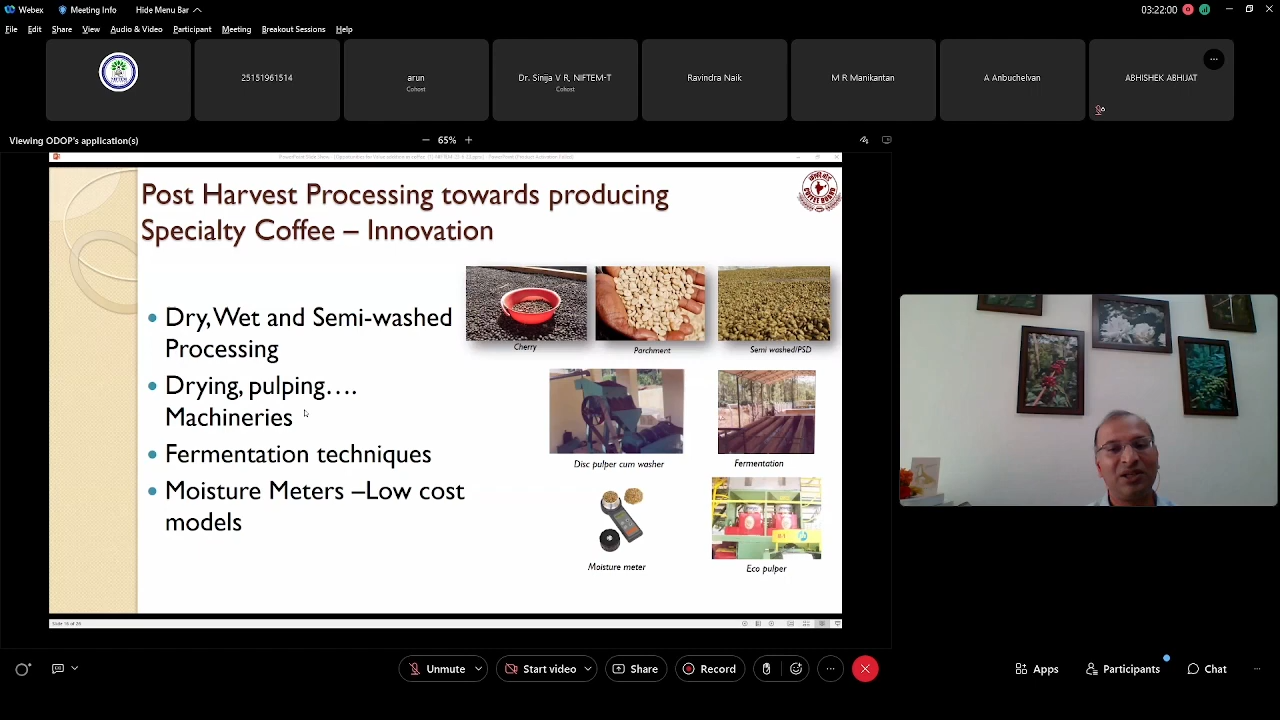 Webex
Meeting Info
Hide Menu Bar
03:22:00
File Edit Share View Audio & Video Participant Meeting Breakout Sessions Help
25151961514
arun
Cohost
Dr. Sinija V R, NIFTEM-T
Cohost
Ravindra Naik
M R Manikantan
A Anbuchelvan
ABHISHEK ABHIJAT
Viewing ODOP's application(s)
65%
Post Harvest Processing towards producing
Specialty Coffee – Innovation
• Dry, Wet and Semi-washed
Processing
• Drying, pulping….
Machineries
• Fermentation techniques
• Moisture Meters –Low cost
models
Cherry
Parchment
Semi washed/PSD
Disc pulper cum washer
Fermentation
Moisture meter
Eco pulper
Unmute
Start video
Share
Record
Apps
Participants
Chat